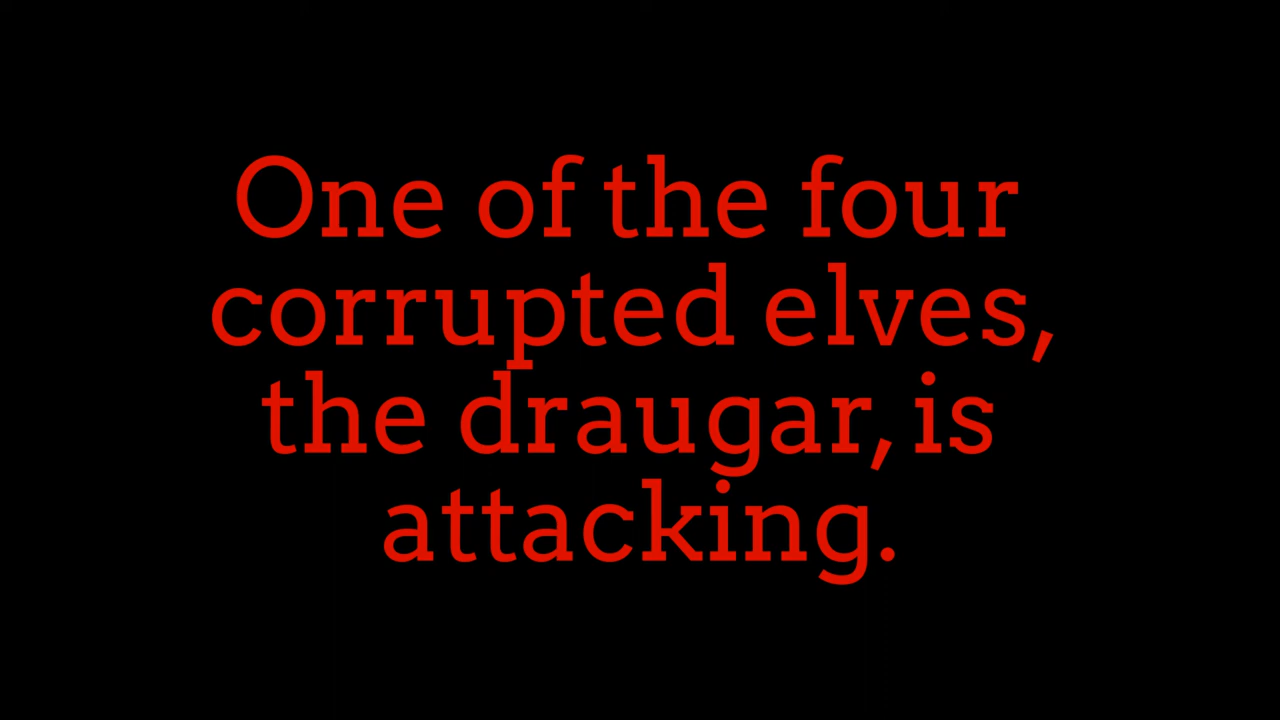 One of the four
corrupted elves,
the draugar, is
attacking.